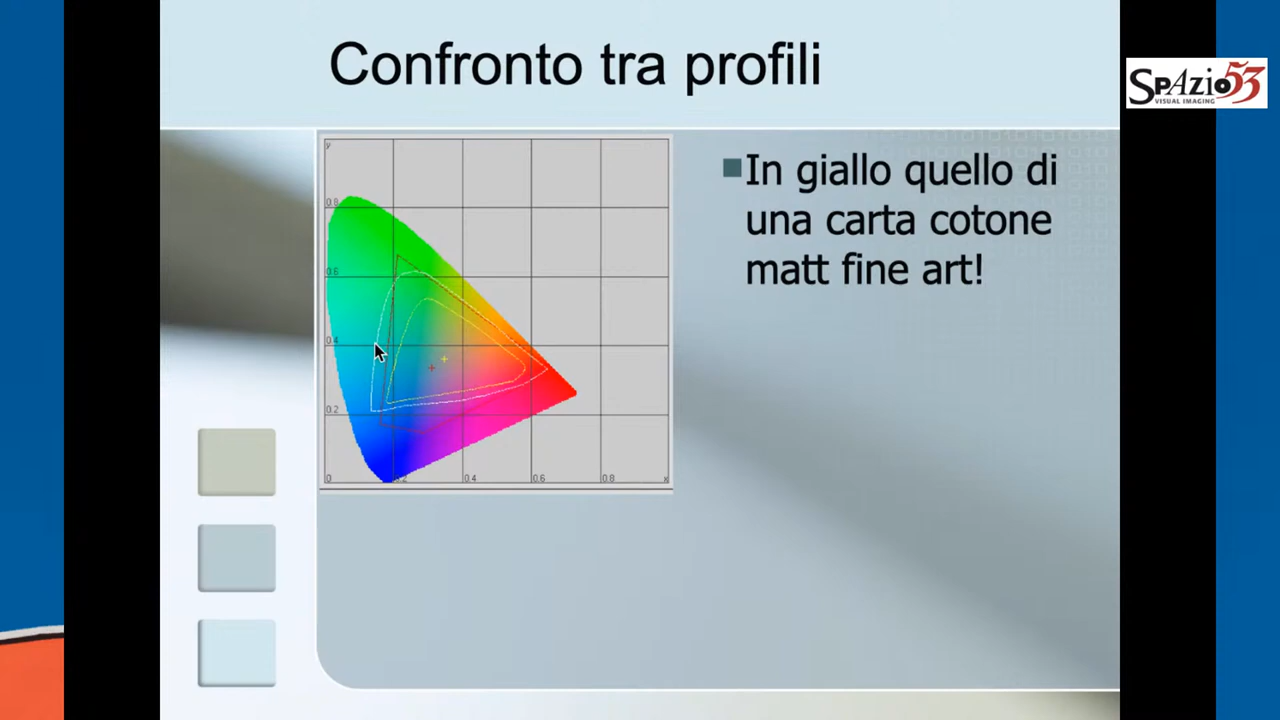 Confronto tra profili
SPAZIO53
VISUAL IMAGING
In giallo quello di
una carta cotone
matt fine art!
y
0.8
0.6
0.4
0.2
0
0.4
0.6
0.8
x